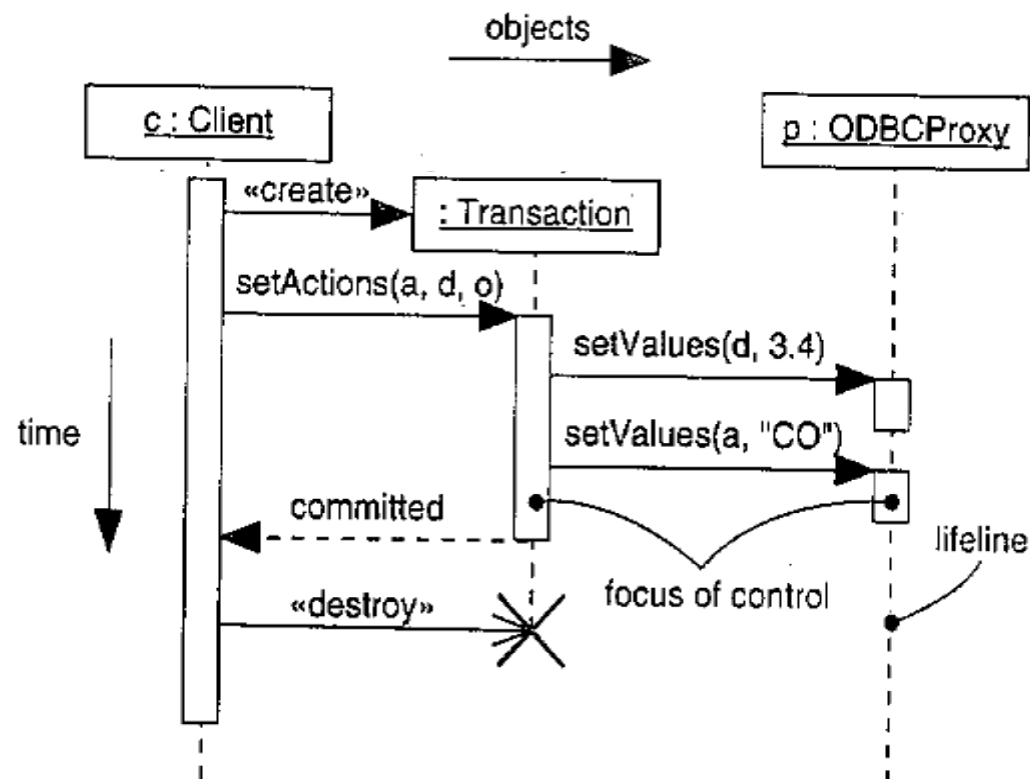 objects
c : Client
p : ODBCProxy
«create»
: Transaction
setActions(a, d, o)
setValues(d, 3.4)
time
setValues(a, "CO")
committed
lifeline
focus of control
«destroy»